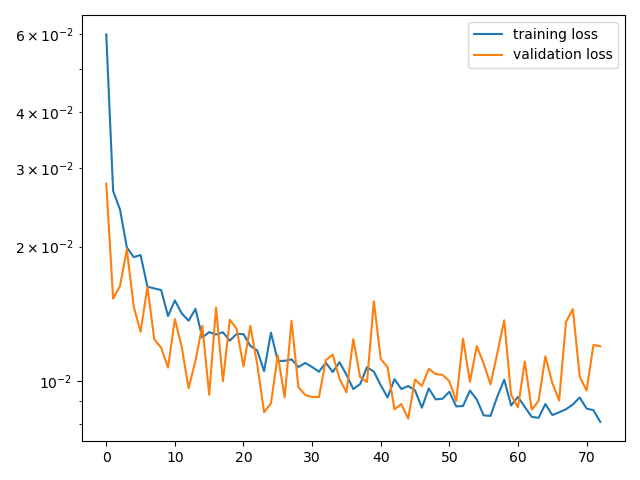 training loss
validation loss
6 × 10⁻²
4 × 10⁻²
3 × 10⁻²
2 × 10⁻²
10⁻²
0 10 20 30 40 50 60 70